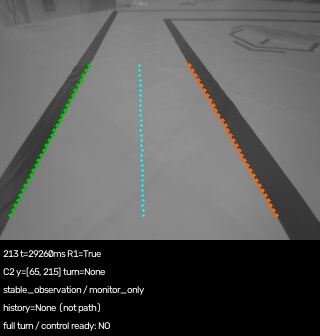 213 t=29260ms R1=True
C2 y=[65, 215] turn=None
stable_observation / monitor_only
history=None (not path)
full turn / control ready: NO